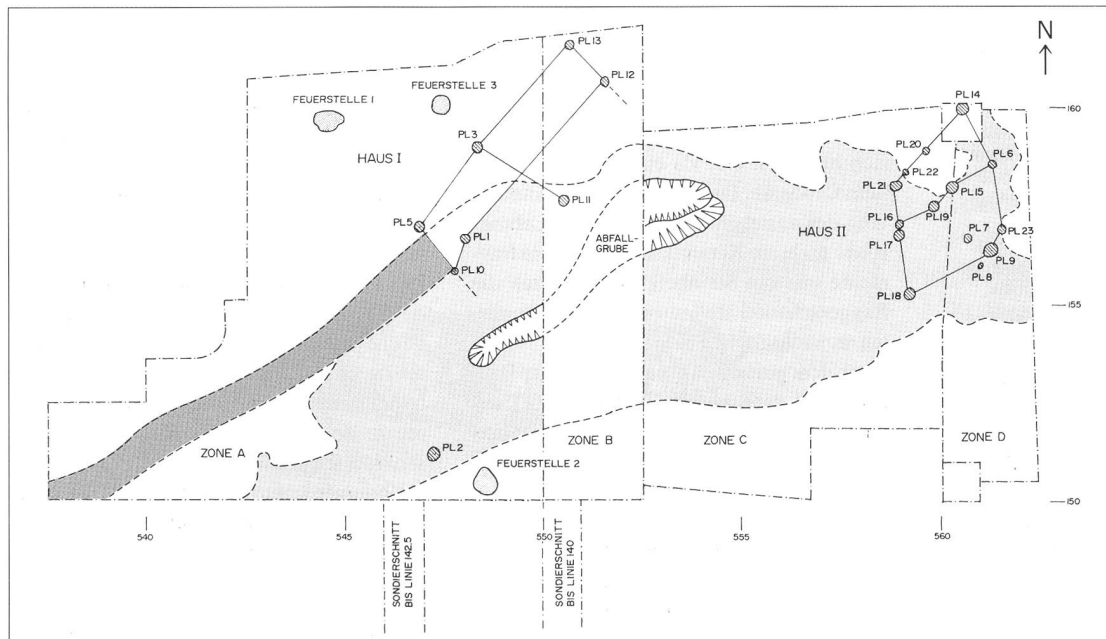 N
PL13
PL12
FEUERSTELLE 3
FEUERSTELLE 1
PL14
160
PL3
HAUS I
PL20
PL6
PL22
PL21
PL15
PL11
PL5
PL1
PL16
PL19
HAUS II
PL7
PL23
PL17
ABFALL-
GRUBE
PL9
PL8
PL10
PL18
155
PL2
ZONE A
ZONE B
ZONE C
ZONE D
FEUERSTELLE 2
150
540
545
550
555
560
SONDIERSCHNITT
BIS LINIE 142.5
SONDIERSCHNITT
BIS LINIE 140